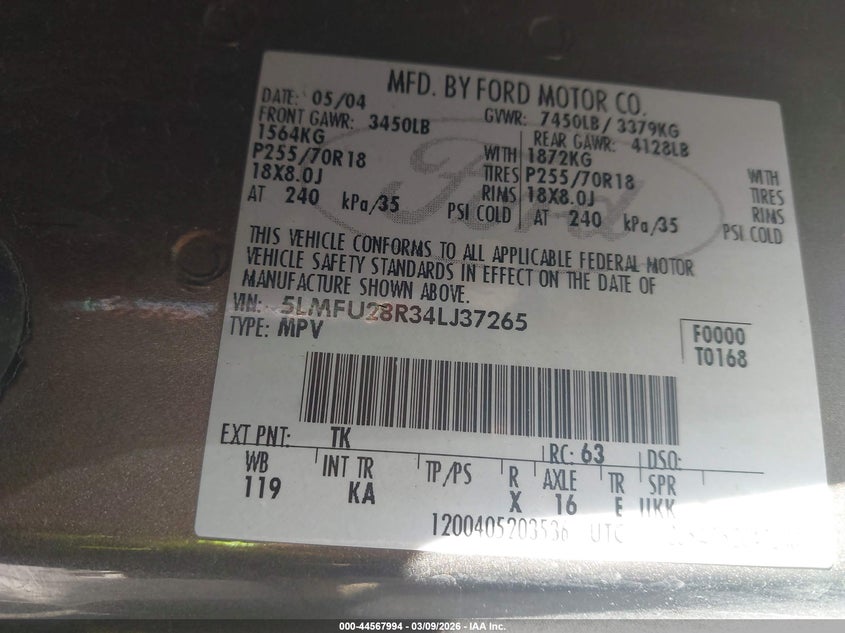 MFD. BY FORD MOTOR CO.
DATE: 05/04 GVWR: 7450LB/ 3379KG
FRONT GAWR: 3450LB REAR GAWR: 4128LB
1564KG WITH 1872KG WITH
P255/70R18 TIRES P255/70R18 TIRES
18X8.0J RIMS 18X8.0J RIMS
AT 240 kPa/35 PSI COLD AT 240 kPa/35 PSI COLD
THIS VEHICLE CONFORMS TO ALL APPLICABLE FEDERAL MOTOR
VEHICLE SAFETY STANDARDS IN EFFECT ON THE DATE OF
MANUFACTURE SHOWN ABOVE.
VIN: 5LMFU28R34LJ37265
TYPE: MPV
F0000
T0168
EXT PNT: TK RC: 63 DSO:
WB INT TR TP/PS R AXLE TR SPR
119 KA X 16 E UKK
1200405203536 UTC
Ford
000-44567994 - 03/09/2026 - IAA Inc.